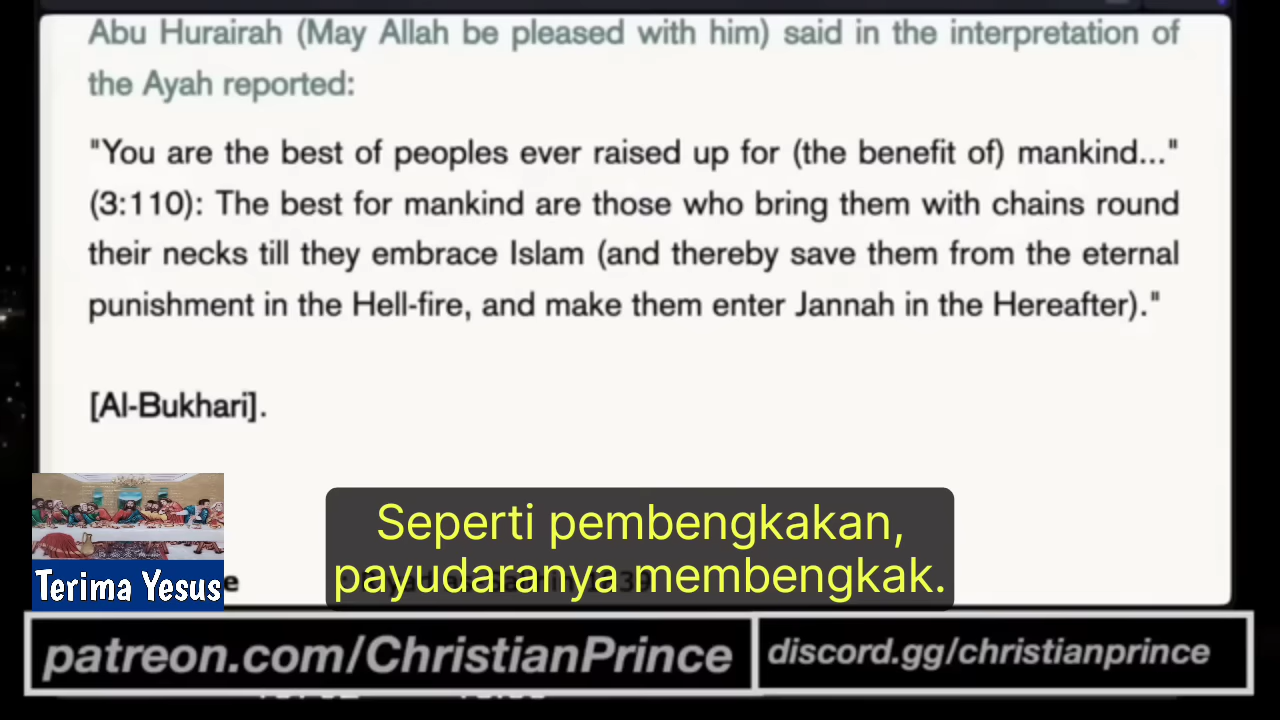 Abu Hurairah (May Allah be pleased with him) said in the interpretation of
the Ayah reported:
"You are the best of peoples ever raised up for (the benefit of) mankind..."
(3:110): The best for mankind are those who bring them with chains round
their necks till they embrace Islam (and thereby save them from the eternal
punishment in the Hell-fire, and make them enter Jannah in the Hereafter)."
[Al-Bukhari].
Seperti pembengkakan,
payudaranya membengkak.
Terima Yesus
patreon.com/ChristianPrince
discord.gg/christianprince